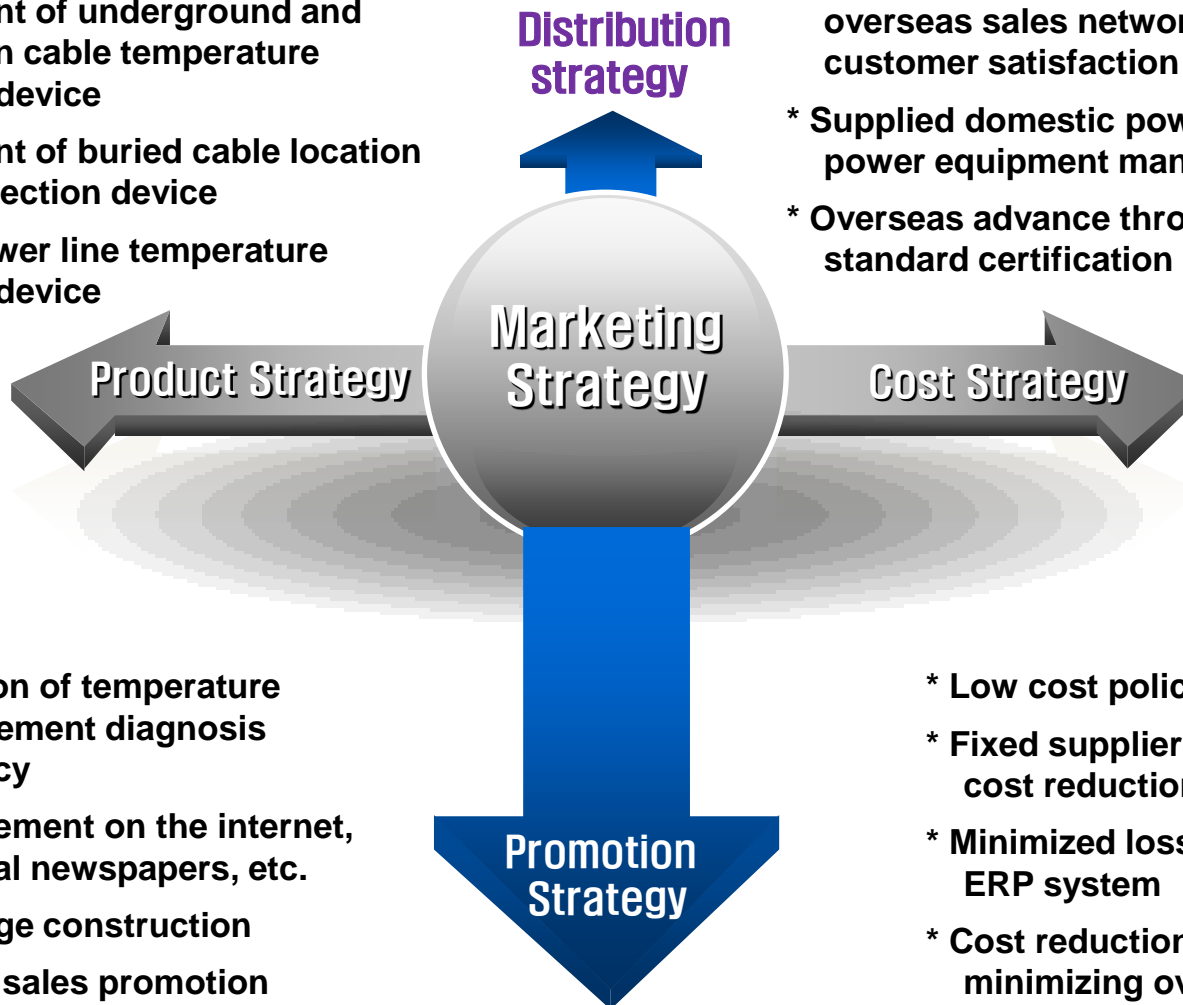 nt of underground and
n cable temperature
device
nt of buried cable location
ection device
wer line temperature
device
Distribution
strategy
overseas sales networ
customer satisfaction
* Supplied domestic pow
power equipment man
* Overseas advance thro
standard certification
Product Strategy
Marketing
Strategy
Cost Strategy
on of temperature
ement diagnosis
cy
ement on the internet,
al newspapers, etc.
ge construction
sales promotion
Promotion
Strategy
* Low cost polic
* Fixed supplier
cost reduction
* Minimized loss
ERP system
* Cost reduction
minimizing ov